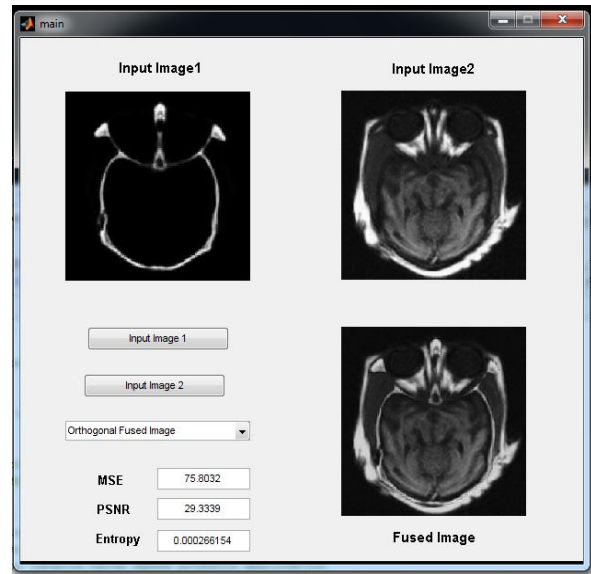 main
Input Image1
Input Image2
Input Image 1
Input Image 2
Orthogonal Fused Image
MSE 75.8032
PSNR 29.3339
Entropy 0.000266154
Fused Image